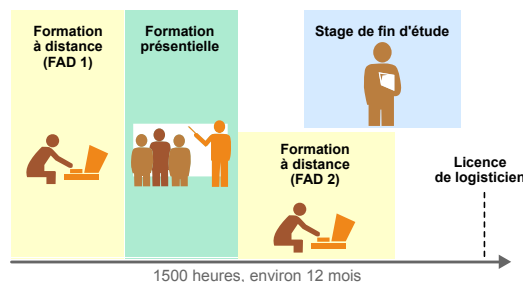 Formation
à distance
(FAD 1)
Formation
présentielle
Stage de fin d'étude
Formation
à distance
(FAD 2)
Licence
de logisticien
1500 heures, environ 12 mois